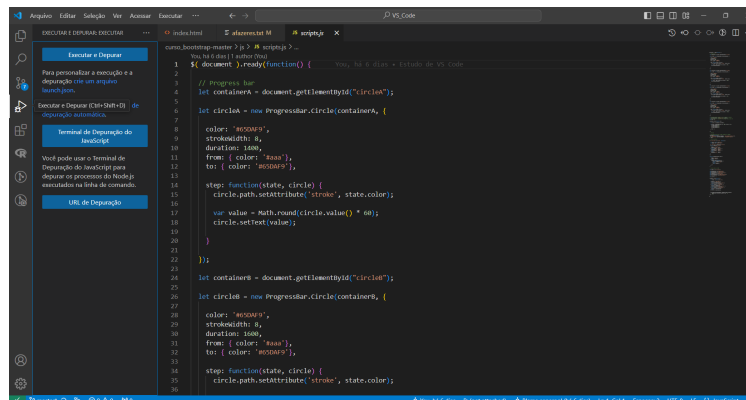 Arquivo Editar Seleção Ver Acessar Executar ...
VS_Code
EXECUTAR E DEPURAR: EXECUTAR ...
Executar e Depurar
Para personalizar a execução e a
depuração crie um arquivo
launch.json.
Executar e Depurar (Ctrl+Shift+D) de
depuração automática.
Terminal de Depuração do
JavaScript
Você pode usar o Terminal de
Depuração do JavaScript para
depurar os processos do Node.js
executados na linha de comando.
URL de Depuração
index.html afazeres.txt M JS scripts.js
curso_bootstrap-master > js > JS scripts.js > ...
You, há 6 dias | 1 author (You)
1 $( document ).ready(function() { You, há 6 dias • Estado de VS Code
2
3 // Progress bar
4 let containerA = document.getElementById("circleA");
5
6 let circleA = new ProgressBar.Circle(containerA, {
7
8 color: '#65DAF9',
9 strokeWidth: 8,
10 duration: 1400,
11 from: { color: '#aaa'},
12 to: { color: '#65DAF9'},
13
14 step: function(state, circle) {
15 circle.path.setAttribute('stroke', state.color);
16
17 var value = Math.round(circle.value() * 60);
18 circle.setText(value);
19
20 }
21
22 });
23
24 let containerB = document.getElementById("circleB");
25
26 let circleB = new ProgressBar.Circle(containerB, {
27
28 color: '#65DAF9',
29 strokeWidth: 8,
30 duration: 1600,
31 from: { color: '#aaa'},
32 to: { color: '#65DAF9'},
33
34 step: function(state, circle) {
35 circle.path.setAttribute('stroke', state.color);
36